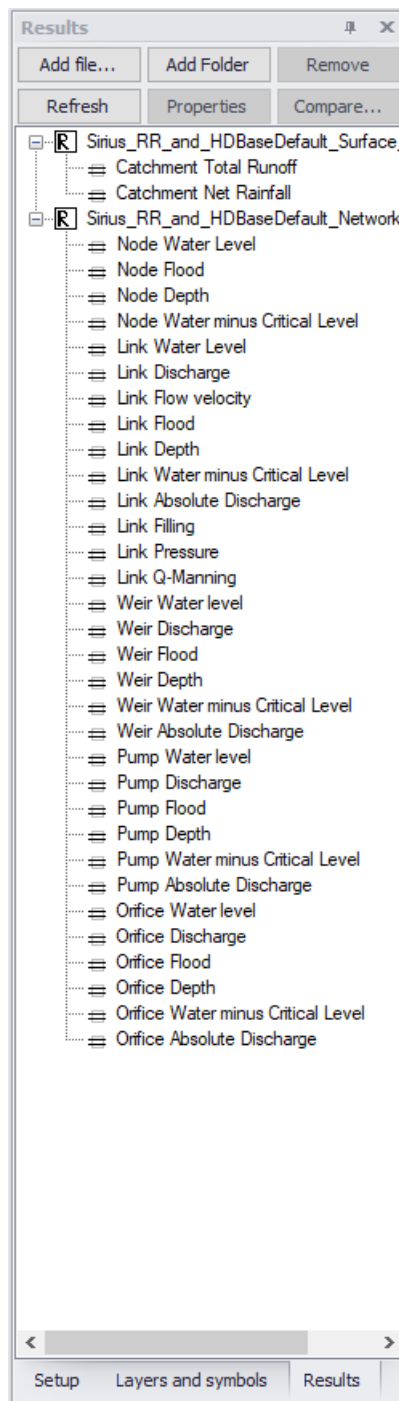 Results
Add file... Add Folder Remove
Refresh Properties Compare...
Sirius_RR_and_HDBaseDefault_Surface_
Catchment Total Runoff
Catchment Net Rainfall
Sirius_RR_and_HDBaseDefault_Network
Node Water Level
Node Flood
Node Depth
Node Water minus Critical Level
Link Water Level
Link Discharge
Link Flow velocity
Link Flood
Link Depth
Link Water minus Critical Level
Link Absolute Discharge
Link Filling
Link Pressure
Link Q-Manning
Weir Water level
Weir Discharge
Weir Flood
Weir Depth
Weir Water minus Critical Level
Weir Absolute Discharge
Pump Water level
Pump Discharge
Pump Flood
Pump Depth
Pump Water minus Critical Level
Pump Absolute Discharge
Orifice Water level
Orifice Discharge
Orifice Flood
Orifice Depth
Orifice Water minus Critical Level
Orifice Absolute Discharge
Setup Layers and symbols Results